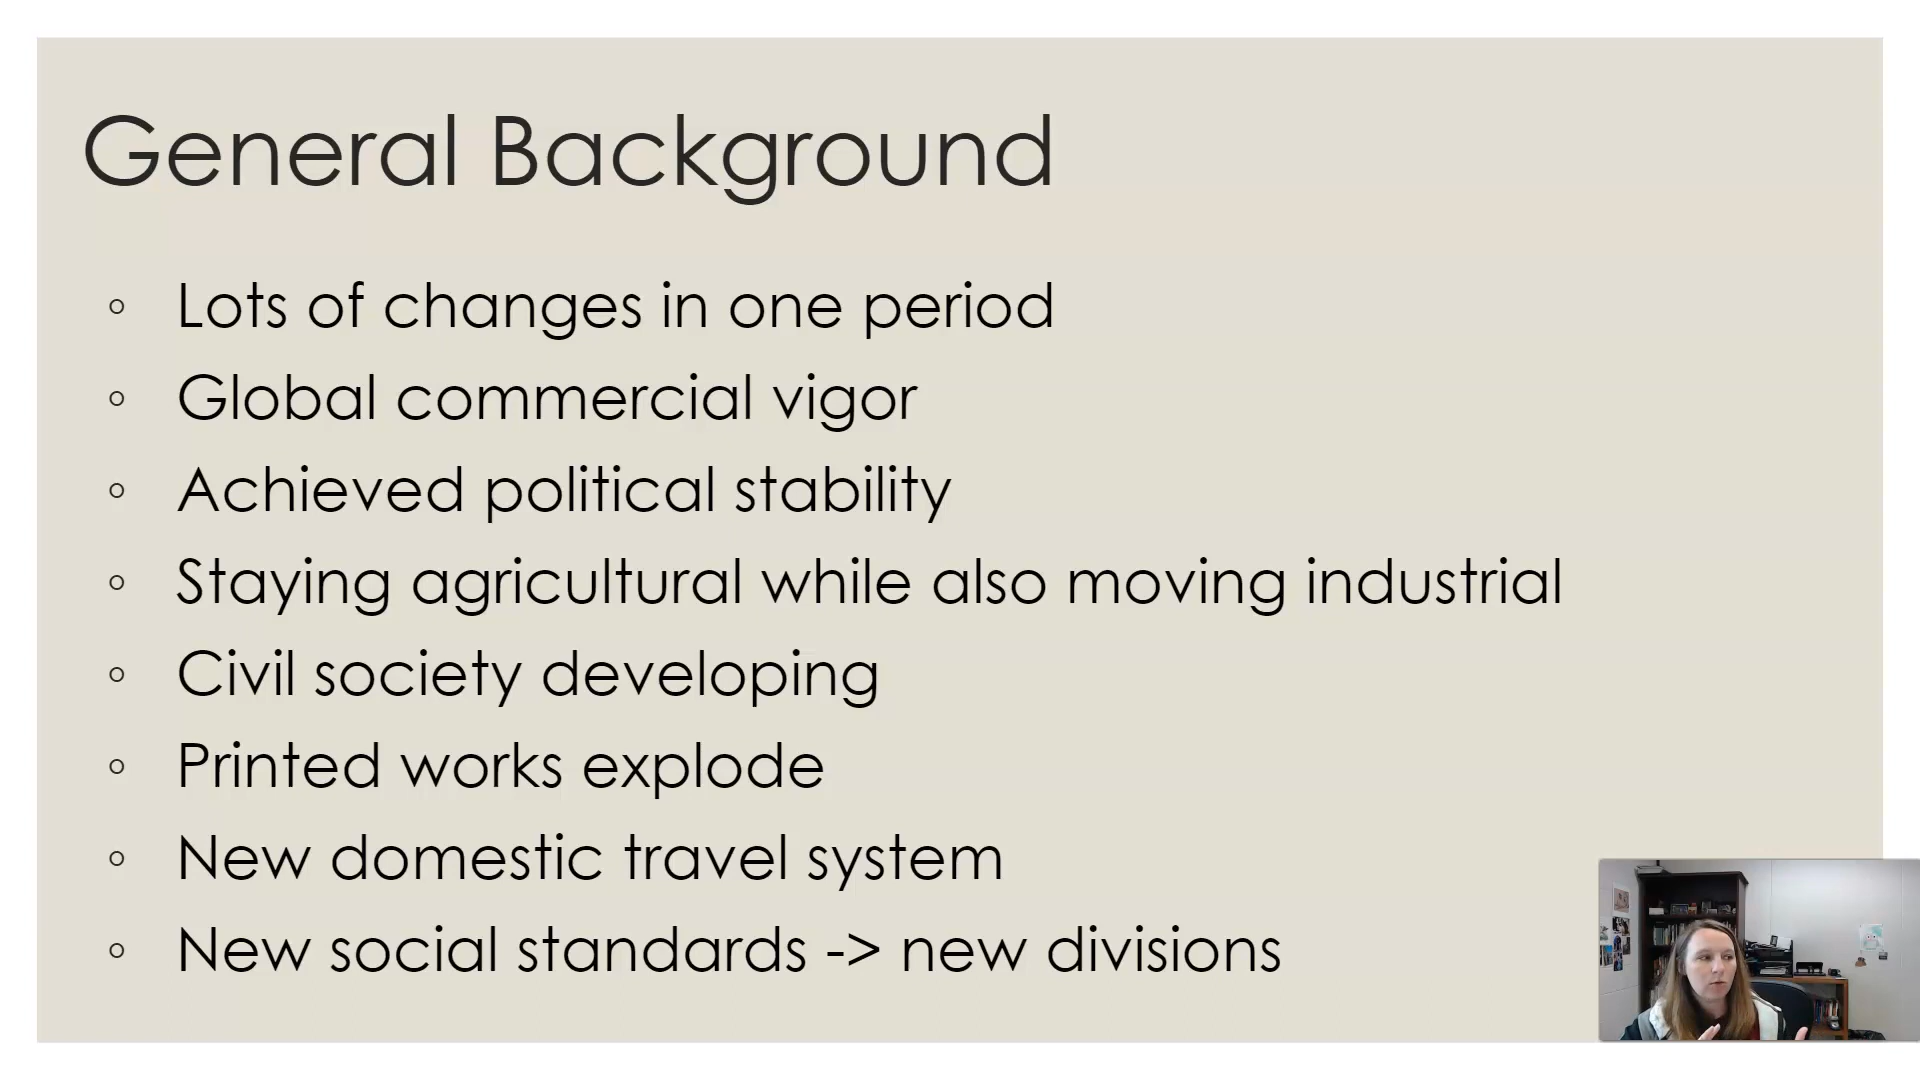 General Background
◦ Lots of changes in one period
◦ Global commercial vigor
◦ Achieved political stability
◦ Staying agricultural while also moving industrial
◦ Civil society developing
◦ Printed works explode
◦ New domestic travel system
◦ New social standards -> new divisions